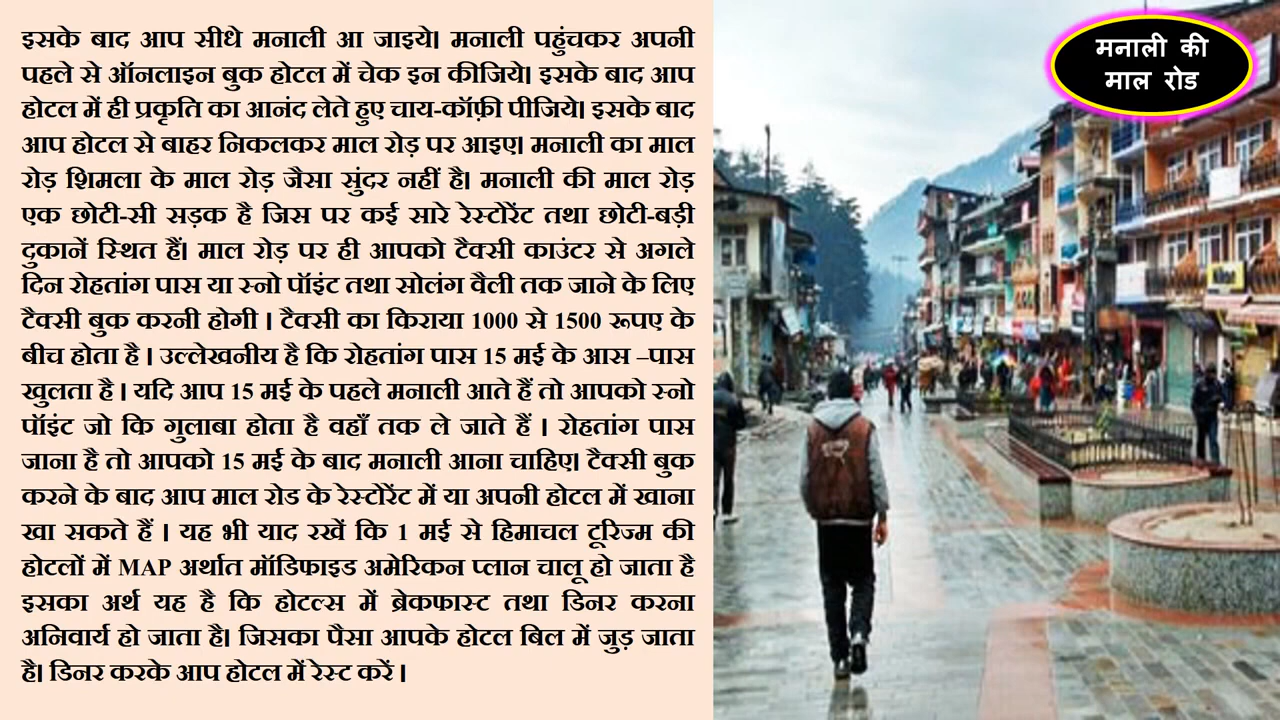 इसके बाद आप सीधे मनाली आ जाइये। मनाली पहुंचकर अपनी
पहले से ऑनलाइन बुक होटल में चेक इन कीजिये। इसके बाद आप
होटल में ही प्रकृति का आनंद लेते हुए चाय-कॉफ़ी पीजिये। इसके बाद
आप होटल से बाहर निकलकर माल रोड़ पर आइए। मनाली का माल
रोड़ शिमला के माल रोड़ जैसा सुंदर नहीं है। मनाली की माल रोड़
एक छोटी-सी सड़क है जिस पर कई सारे रेस्टोरेंट तथा छोटी-बड़ी
दुकानें स्थित हैं। माल रोड़ पर ही आपको टैक्सी काउंटर से अगले
दिन रोहतांग पास या स्नो पॉइंट तथा सोलंग वैली तक जाने के लिए
टैक्सी बुक करनी होगी । टैक्सी का किराया 1000 से 1500 रूपए के
बीच होता है । उल्लेखनीय है कि रोहतांग पास 15 मई के आस –पास
खुलता है । यदि आप 15 मई के पहले मनाली आते हैं तो आपको स्नो
पॉइंट जो कि गुलाबा होता है वहाँ तक ले जाते हैं । रोहतांग पास
जाना है तो आपको 15 मई के बाद मनाली आना चाहिए। टैक्सी बुक
करने के बाद आप माल रोड के रेस्टोरेंट में या अपनी होटल में खाना
खा सकते हैं । यह भी याद रखें कि 1 मई से हिमाचल टूरिज्म की
होटलों में MAP अर्थात मॉडिफाइड अमेरिकन प्लान चालू हो जाता है
इसका अर्थ यह है कि होटल्स में ब्रेकफास्ट तथा डिनर करना
अनिवार्य हो जाता है। जिसका पैसा आपके होटल बिल में जुड़ जाता
है। डिनर करके आप होटल में रेस्ट करें ।
मनाली की
माल रोड